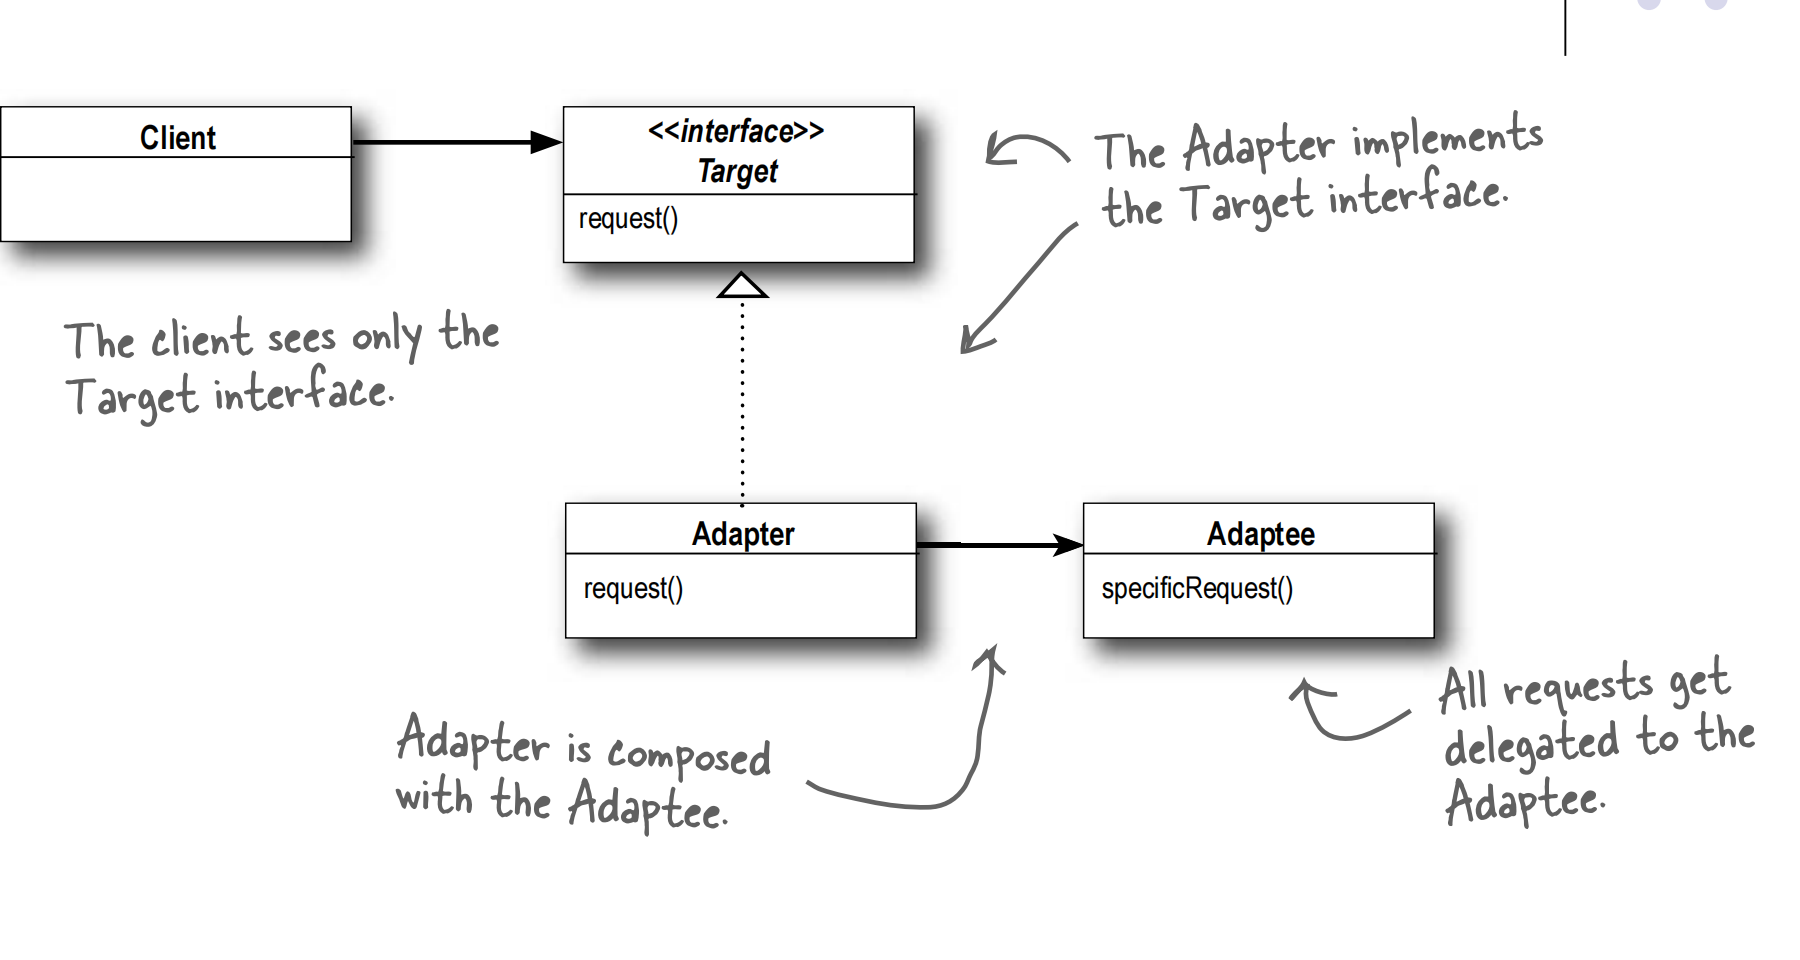 Client
<<interface>>
Target
request()
The Adapter implements
the Target interface.
The client sees only the
Target interface.
Adapter
request()
Adaptee
specificRequest()
Adapter is composed
with the Adaptee.
All requests get
delegated to the
Adaptee.